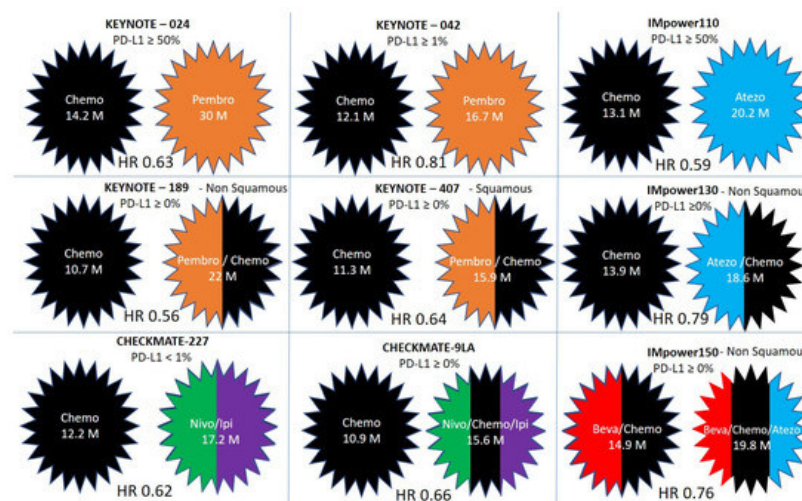 KEYNOTE – 024
PD-L1 ≥ 50%
Chemo
14.2 M
Pembro
30 M
HR 0.63
KEYNOTE – 042
PD-L1 ≥ 1%
Chemo
12.1 M
Pembro
16.7 M
HR 0.81
IMpower110
PD-L1 ≥ 50%
Chemo
13.1 M
Atezo
20.2 M
HR 0.59
KEYNOTE – 189 - Non Squamous
PD-L1 ≥ 0%
Chemo
10.7 M
Pembro / Chemo
22 M
HR 0.56
KEYNOTE – 407 - Squamous
PD-L1 ≥ 0%
Chemo
11.3 M
Pembro / Chemo
15.9 M
HR 0.64
IMpower130 - Non Squamous
PD-L1 ≥0%
Chemo
13.9 M
Atezo /Chemo
18.6 M
HR 0.79
CHECKMATE-227
PD-L1 < 1%
Chemo
12.2 M
Nivo/Ipi
17.2 M
HR 0.62
CHECKMATE-9LA
PD-L1 ≥ 0%
Chemo
10.9 M
Nivo/Chemo/Ipi
15.6 M
HR 0.66
IMpower150 - Non Squamous
PD-L1 ≥ 0%
Beva/Chemo
14.9 M
Beva/Chemo/Atezo
19.8 M
HR 0.76